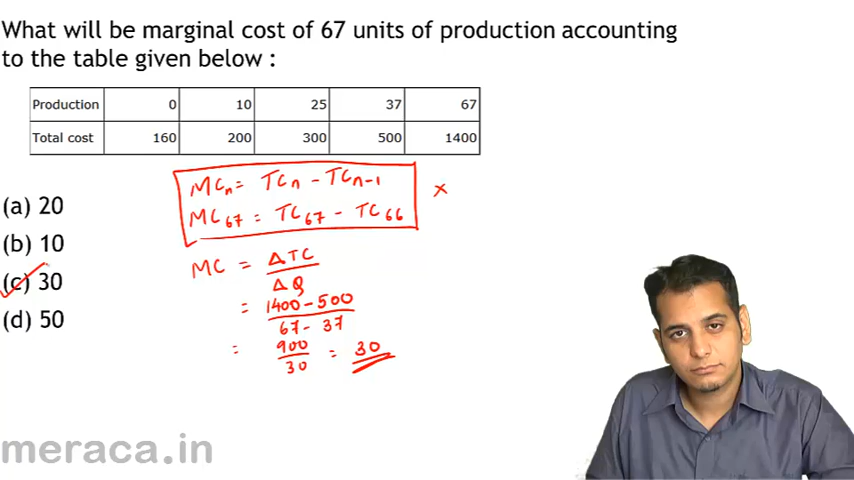 What will be marginal cost of 67 units of production accounting
to the table given below :
Production 0 10 25 37 67
Total cost 160 200 300 500 1400
MCn = TCn - TCn-1
MC67 = TC67 - TC66
×
(a) 20
(b) 10
(c) 30
(d) 50
MC = ΔTC
ΔQ
= 1400 - 500
67 - 37
= 900
30
= 30
meraca.in